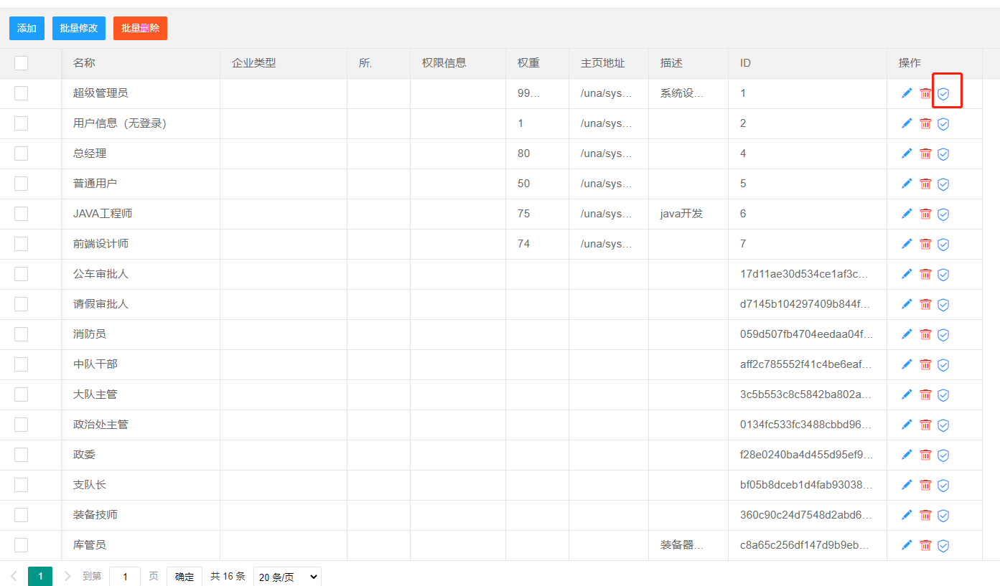 添加 批量修改 批量删除
名称 企业类型 所 权限信息 权重 主页地址 描述 ID 操作
超级管理员 99... /una/sys... 系统设... 1
用户信息（无登录） 1 /una/sys... 2
总经理 80 /una/sys... 4
普通用户 50 /una/sys... 5
JAVA工程师 75 /una/sys... java开发 6
前端设计师 74 /una/sys... 7
公车审批人 17d11ae30d534ce1af3c...
请假审批人 d7145b104297409b844f...
消防员 059d507fb4704eedaa04f...
中队干部 aff2c785552f41c4be6eaf...
大队主管 3c5b553c8c5842ba802a...
政治处主管 0134fc533fc3488cbbd96...
政委 f28e0240ba4d455d95ef9...
支队长 bf05b8dceb1d4fab93038...
装备技师 360c90c24d7548d2abd6...
库管员 装备器... c8a65c256df147d9b9eb...
1 到第 1 页 确定 共 16 条 20 条/页